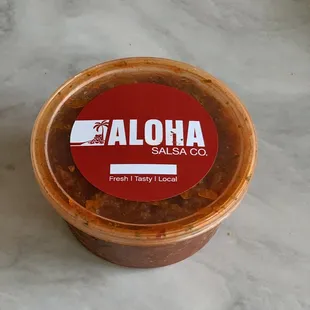 ALOHA
SALSA CO.
Fresh | Tasty | Local